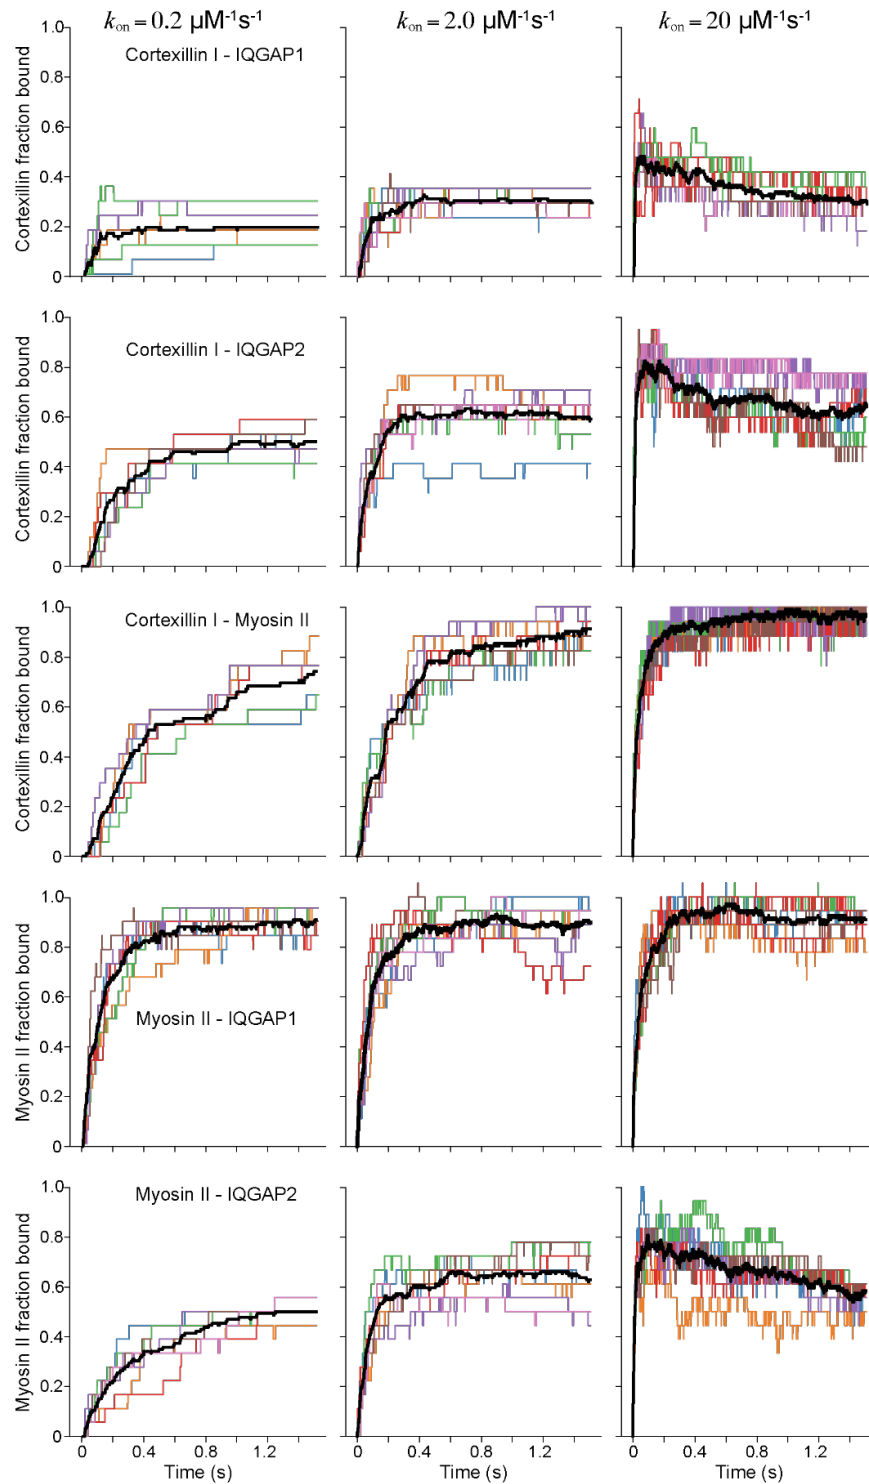 kon = 0.2 µM-1s-1 kon = 2.0 µM-1s-1 kon = 20 µM-1s-1
Cortexillin I - IQGAP1
Cortexillin fraction bound
1.0
0.8
0.6
0.4
0.2
0
Cortexillin I - IQGAP2
Cortexillin fraction bound
1.0
0.8
0.6
0.4
0.2
0
Cortexillin I - Myosin II
Cortexillin fraction bound
1.0
0.8
0.6
0.4
0.2
0
Myosin II - IQGAP1
Myosin II fraction bound
1.0
0.8
0.6
0.4
0.2
0
Myosin II - IQGAP2
Myosin II fraction bound
1.0
0.8
0.6
0.4
0.2
0
0 0.4 0.8 1.2 0 0.4 0.8 1.2 0 0.4 0.8 1.2
Time (s) Time (s) Time (s)